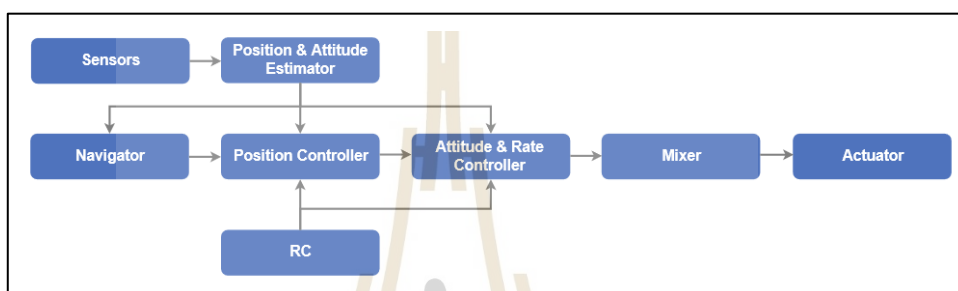 Sensors
Position & Attitude
Estimator
Navigator
Position Controller
Attitude & Rate
Controller
Mixer
Actuator
RC